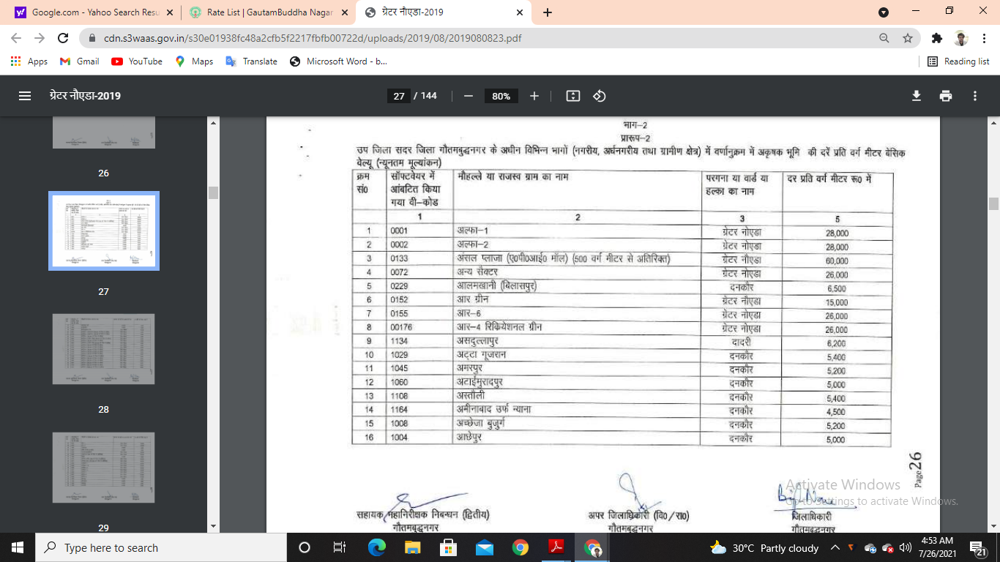 Google.com - Yahoo Search Resu
Rate List | GautamBuddha Nagar
ग्रेटर नौएडा-2019
cdn.s3waas.gov.in/s30e01938fc48a2cfb5f2217fbfb00722d/uploads/2019/08/2019080823.pdf
Apps Gmail YouTube Maps Translate Microsoft Word - b... Reading list
ग्रेटर नौएडा-2019 27 / 144 80%
26
27
28
29
भाग–2
प्रारूप–2
उप जिला सदर जिला गौतमबुद्धनगर के अधीन विभिन्न भागों (नगरीय, अर्धनगरीय तथा ग्रामीण क्षेत्र) में वर्णानुक्रम में अकृषक भूमि की दरें प्रति वर्ग मीटर बेसिक
वेल्यू (न्यूनतम मूल्यांकन)
क्रम सं0 सॉफ्टवेयर में आंबटित किया गया वी–कोड मौहल्ले या राजस्व ग्राम का नाम परगना या वार्ड या हल्का का नाम दर प्रति वर्ग मीटर रू0 में
1 2 3 5
1 0001 अल्फा–1 ग्रेटर नोएडा 28,000
2 0002 अल्फा–2 ग्रेटर नोएडा 28,000
3 0133 अंसल प्लाजा (ए0पी0आई0 मॉल) (500 वर्ग मीटर से अतिरिक्त) ग्रेटर नौएडा 60,000
4 0072 अन्य सैक्टर ग्रेटर नोएडा 26,000
5 0229 आलमखानी (बिलासपुर) दनकौर 6,500
6 0152 आर ग्रीन ग्रेटर नोएडा 15,000
7 0155 आर–6 ग्रेटर नोएडा 26,000
8 00176 आर–4 रिकियेशनल ग्रीन ग्रेटर नोएडा 26,000
9 1134 असदुल्लापुर दादरी 6,200
10 1029 अट्टा गूजरान दनकौर 5,400
11 1045 अमरपुर दनकौर 5,200
12 1060 अटाईमुरादपुर दनकौर 5,000
13 1108 अस्तौली दनकौर 5,400
14 1164 अमीनाबाद उर्फ न्याना दनकौर 4,500
15 1008 अच्छेजा बुजुर्ग दनकौर 5,200
16 1004 आछेपुर दनकौर 5,000
Page26
सहायक महानिरीक्षक निबन्धन (द्वितीय) अपर जिलाधिकारी (वि0/रा0) जिलाधिकारी
गौतमबुद्धनगर गौतमबुद्धनगर गौतमबुद्धनगर
Activate Windows
Go to Settings to activate Windows.
Type here to search 30°C Partly cloudy 4:53 AM
7/26/2021
21